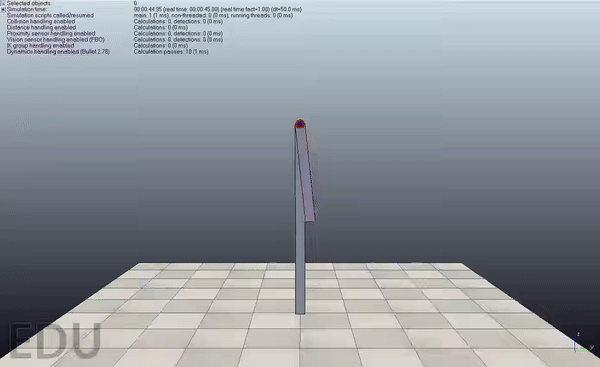 Selected objects: 0
Simulation time: 00:00:44.95 (real time: 00:00:45.00) (real time fact=1.00) (dt=50.0 ms)
Simulation scripts called/resumed main: 1 (1 ms), non-threaded: 0 (0 ms), running threads: 0 (0 ms)
Collision handling enabled Calculations: 0, detections: 0 (0 ms)
Distance handling enabled Calculations: 0 (0 ms)
Proximity sensor handling enabled Calculations: 0, detections: 0 (0 ms)
Vision sensor handling enabled (FBO) Calculations: 0, detections: 0 (0 ms)
IK group handling enabled Calculations: 0 (0 ms)
Dynamics handling enabled (Bullet 2.78) Calculation passes: 10 (1 ms)
z
y
EDU